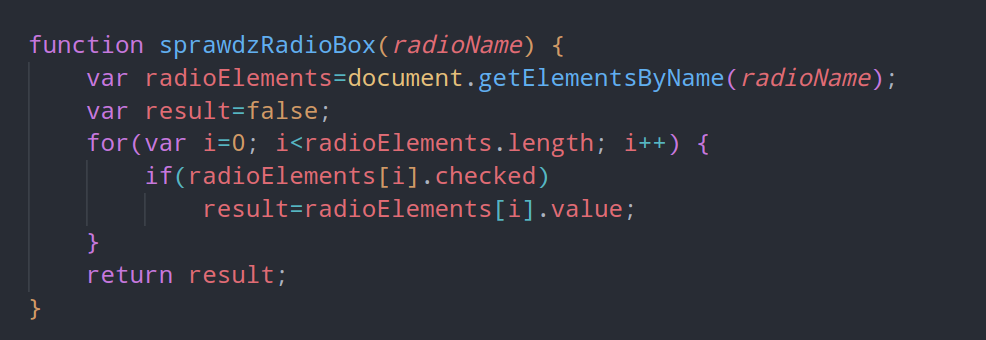 function sprawdzRadioBox(radioName) {
    var radioElements=document.getElementsByName(radioName);
    var result=false;
    for(var i=0; i<radioElements.length; i++) {
        if(radioElements[i].checked)
            result=radioElements[i].value;
    }
    return result;
}